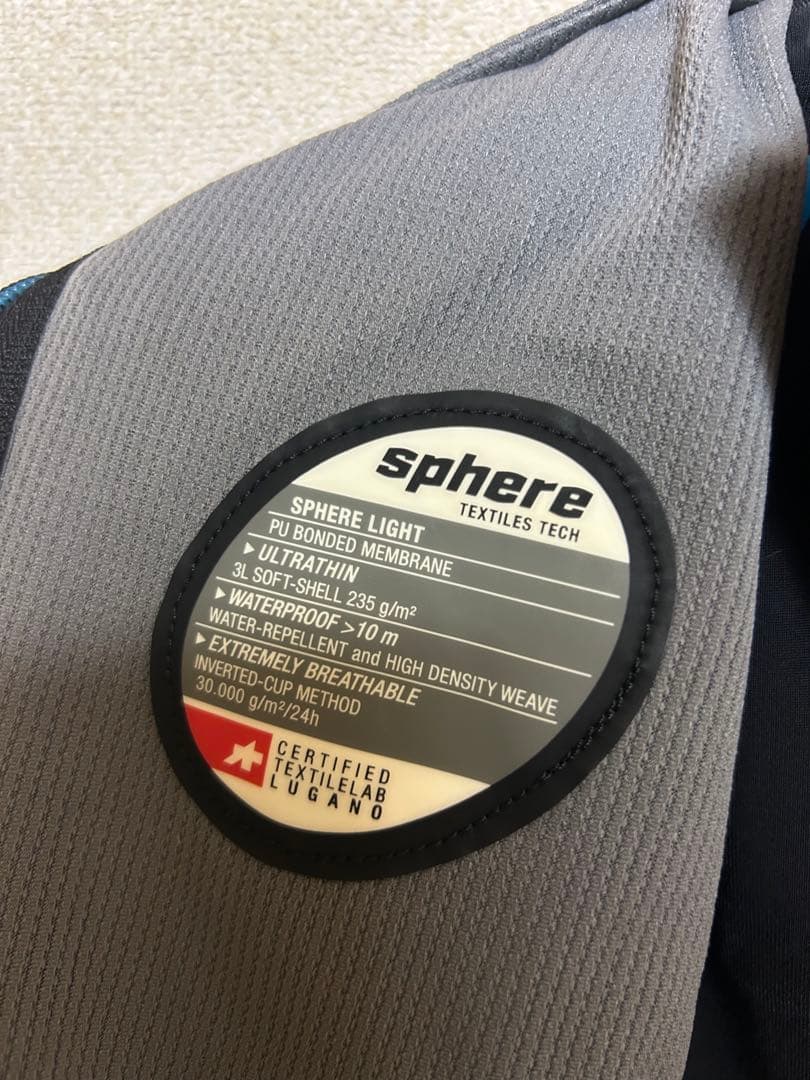 sphere
TEXTILES TECH
SPHERE LIGHT
PU BONDED MEMBRANE
▶ ULTRATHIN
3L SOFT-SHELL 235 g/m²
▶ WATERPROOF >10 m
WATER-REPELLENT and HIGH DENSITY WEAVE
▶ EXTREMELY BREATHABLE
INVERTED-CUP METHOD
30.000 g/m²/24h
CERTIFIED
TEXTILELAB
LUGANO